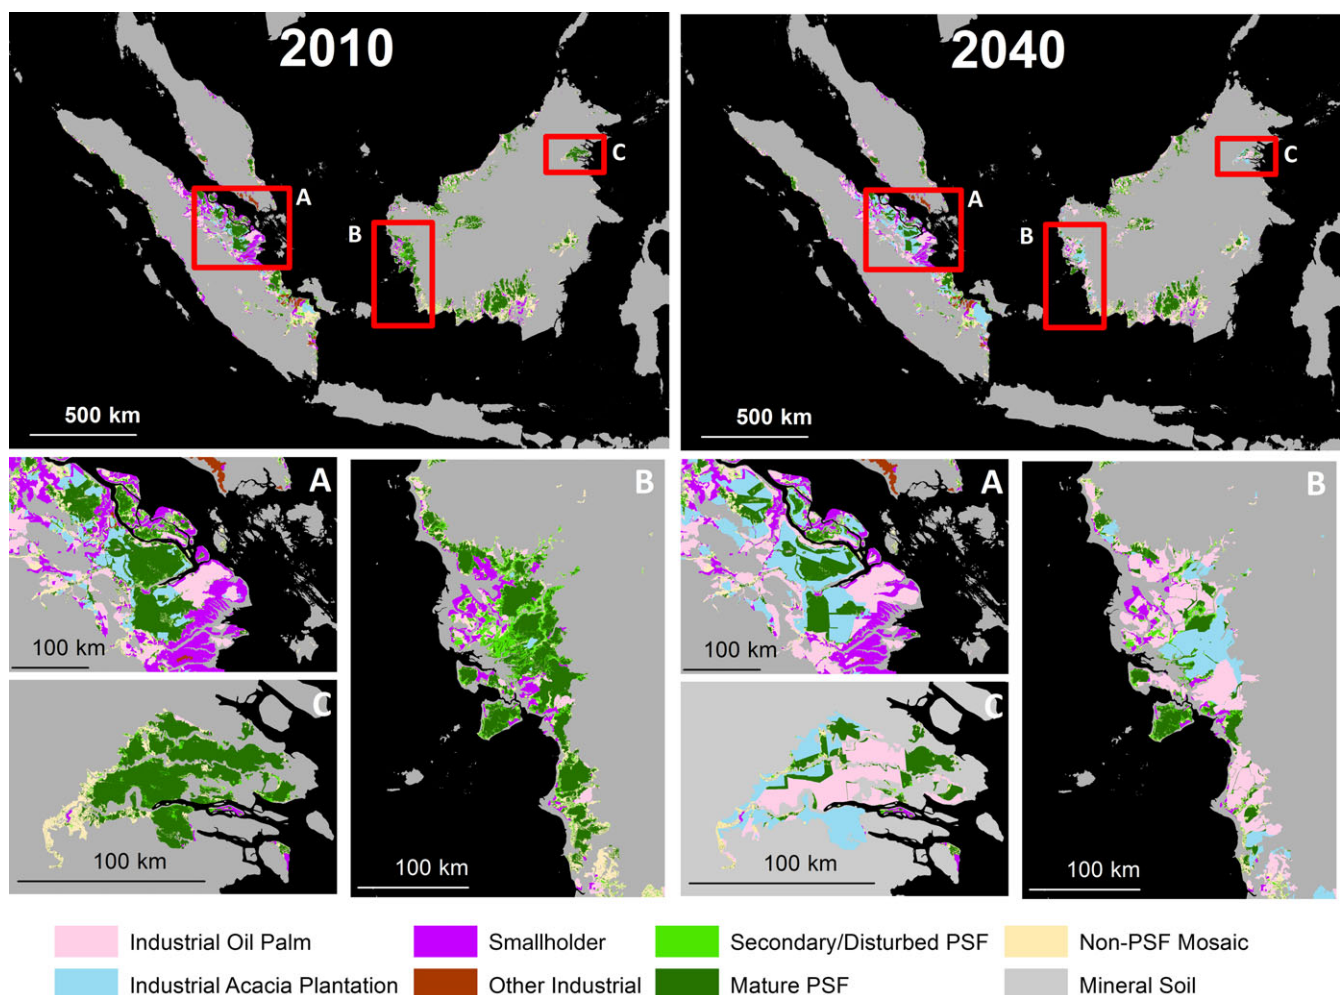 2010
2040
A
B
C
A
B
C
500 km
500 km
A
B
A
B
100 km
100 km
C
C
100 km
100 km
100 km
100 km
Industrial Oil Palm
Smallholder
Secondary/Disturbed PSF
Non-PSF Mosaic
Industrial Acacia Plantation
Other Industrial
Mature PSF
Mineral Soil